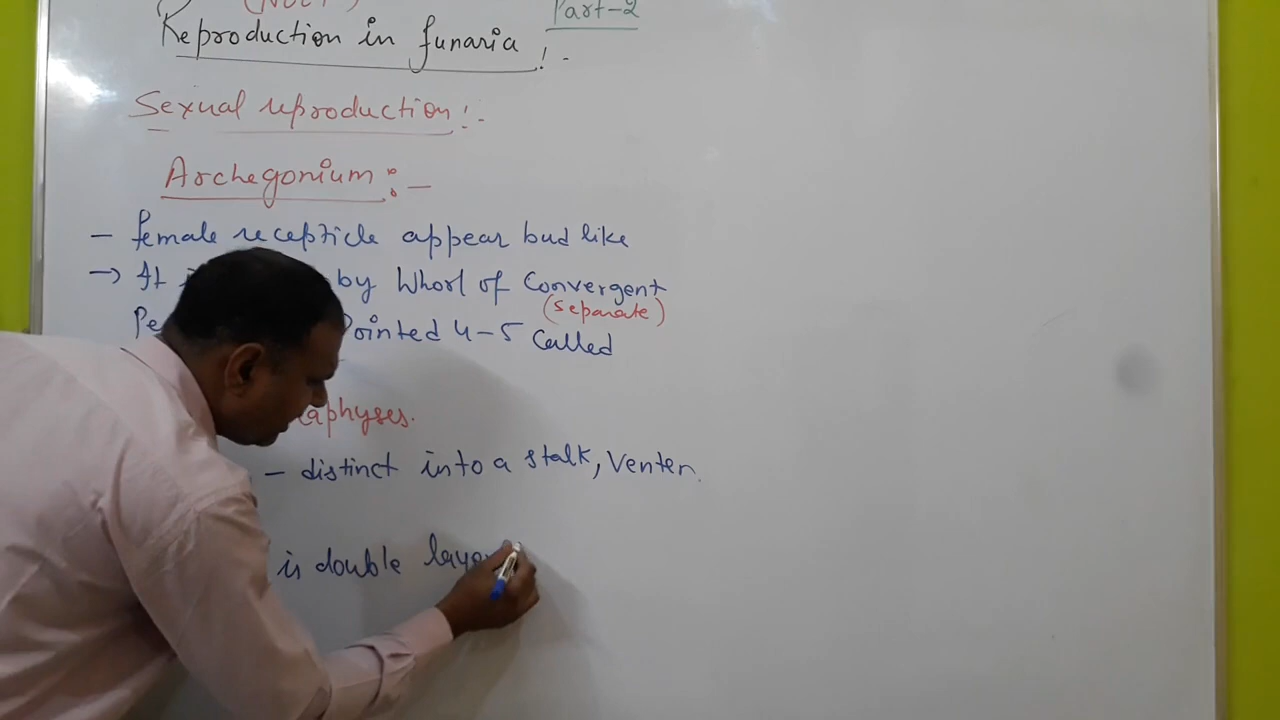 Part-2
Reproduction in funaria :-
Sexual reproduction :-
Archegonium :-
- female recepticle appear bud like
→ It by Whorl of Convergent
(Separate)
Pointed 4-5 Called
aphyses.
- distinct into a stalk, Venter.
is double laye